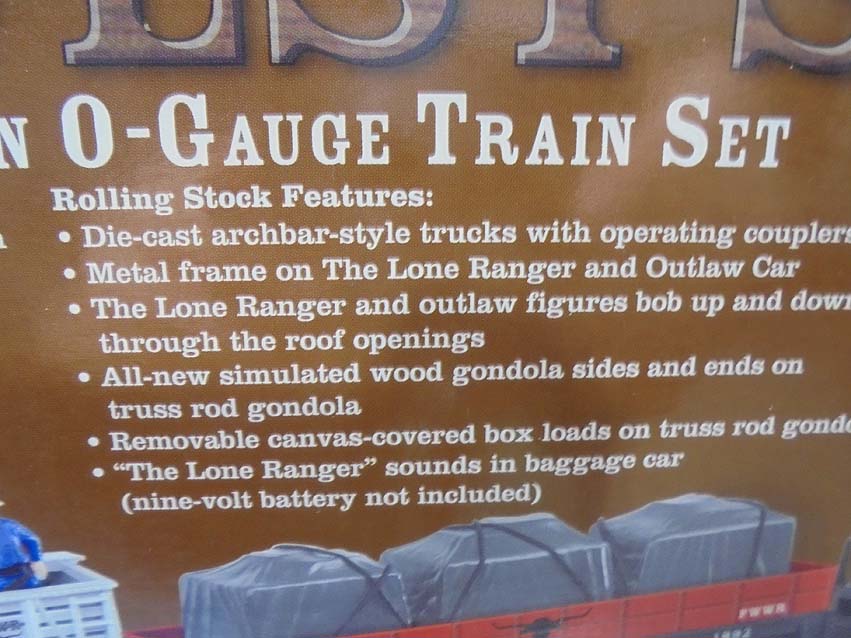 N O-GAUGE TRAIN SET
Rolling Stock Features:
• Die-cast archbar-style trucks with operating couplers
• Metal frame on The Lone Ranger and Outlaw Car
• The Lone Ranger and outlaw figures bob up and down
through the roof openings
• All-new simulated wood gondola sides and ends on
truss rod gondola
• Removable canvas-covered box loads on truss rod gondo
• "The Lone Ranger" sounds in baggage car
(nine-volt battery not included)